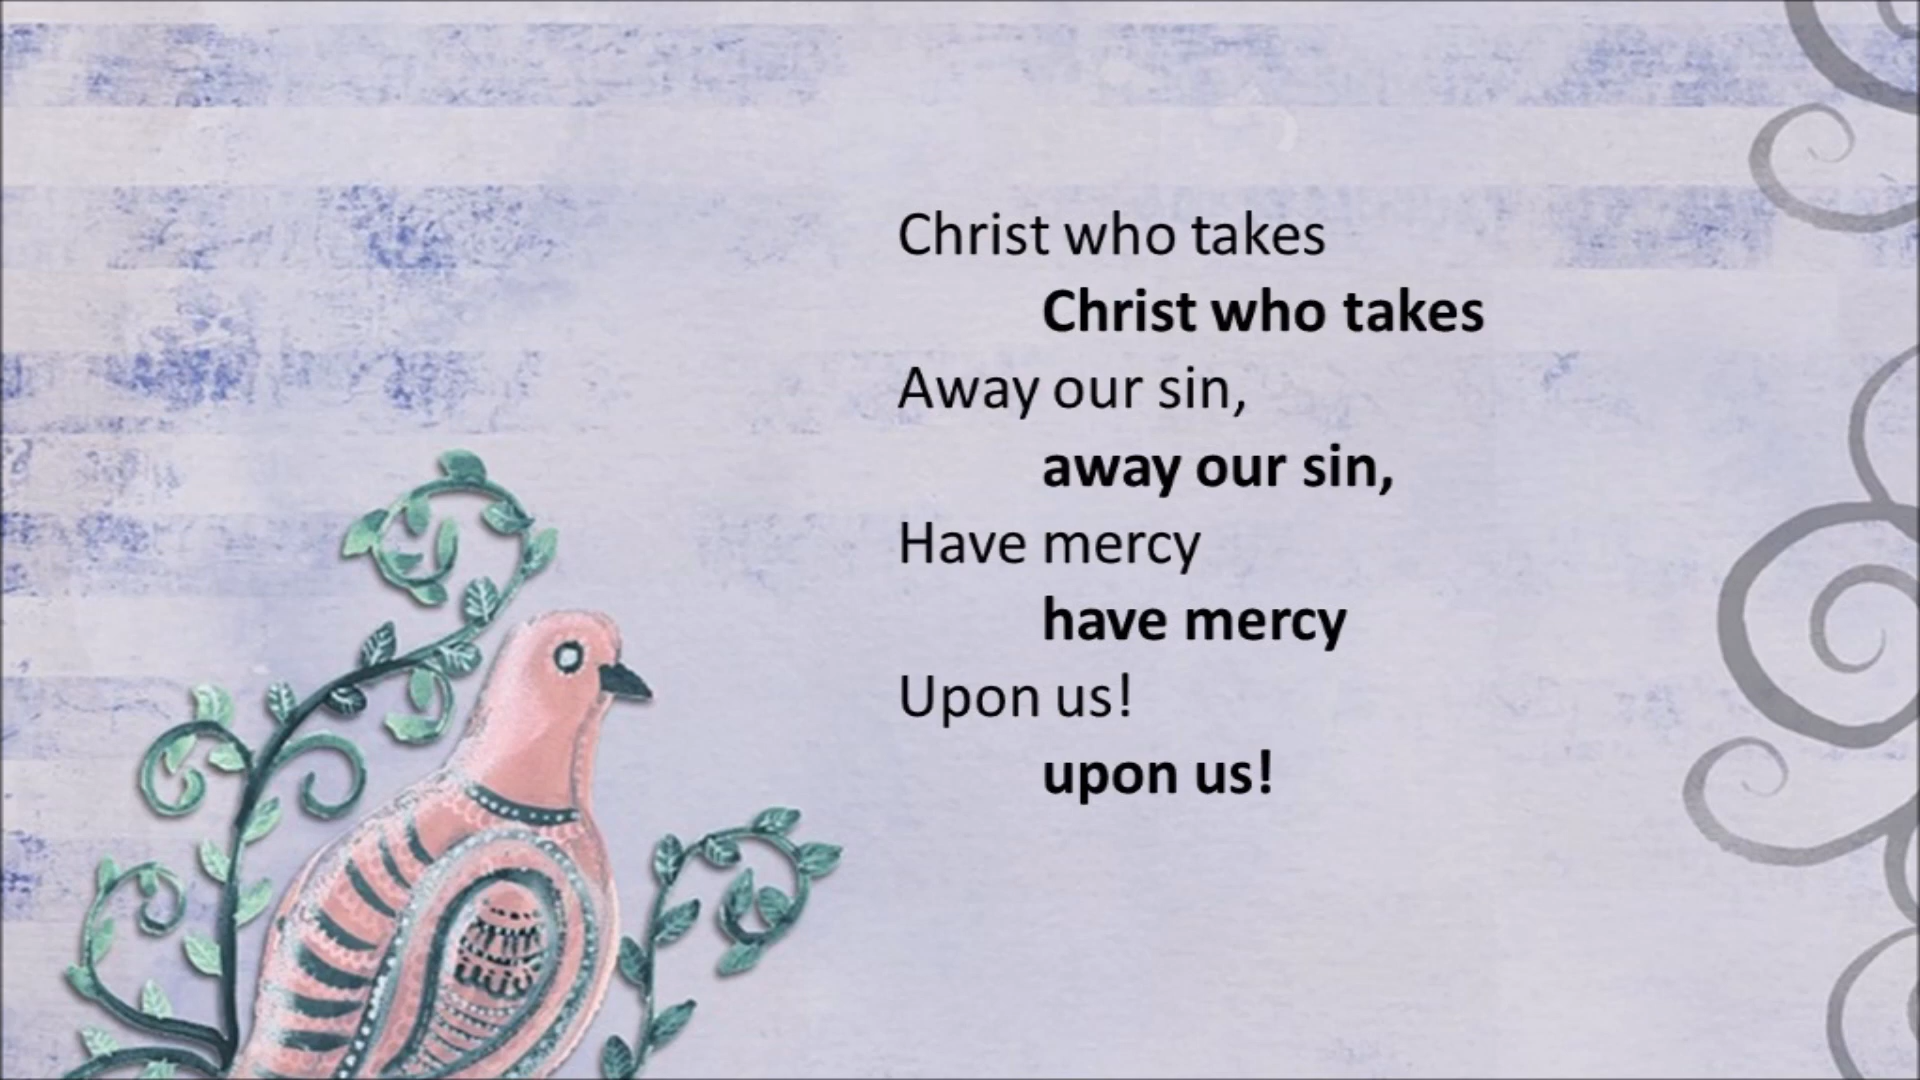 Christ who takes
Christ who takes
Away our sin,
away our sin,
Have mercy
have mercy
Upon us!
upon us!